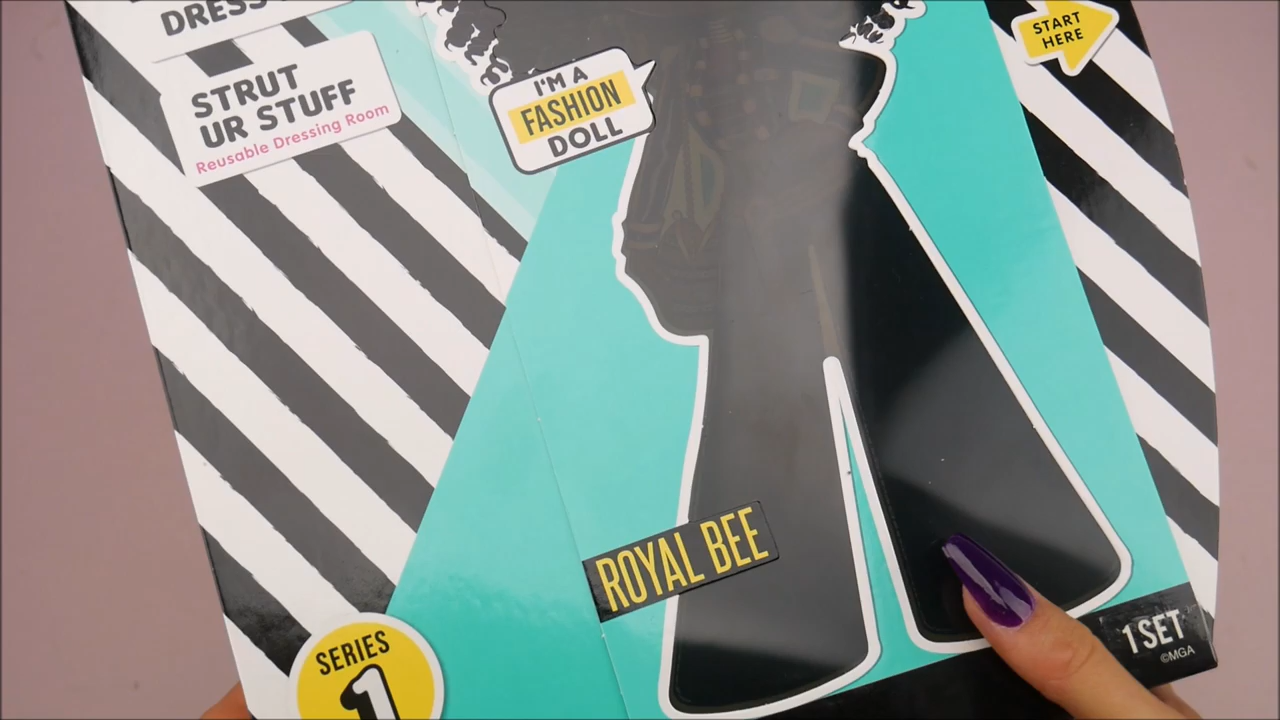 DRESS
STRUT
UR STUFF
Reusable Dressing Room
I'M A
FASHION
DOLL
START
HERE
ROYAL BEE
SERIES
1
1 SET
©MGA